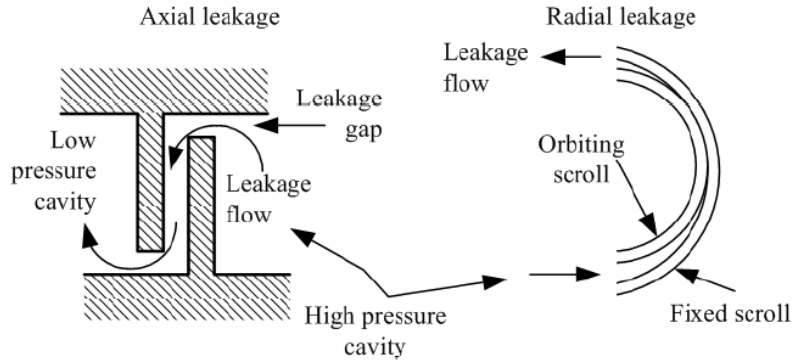 Axial leakage
Radial leakage
Leakage
gap
Low
pressure
cavity
Leakage
flow
High pressure
cavity
Leakage
flow
Orbiting
scroll
Fixed scroll